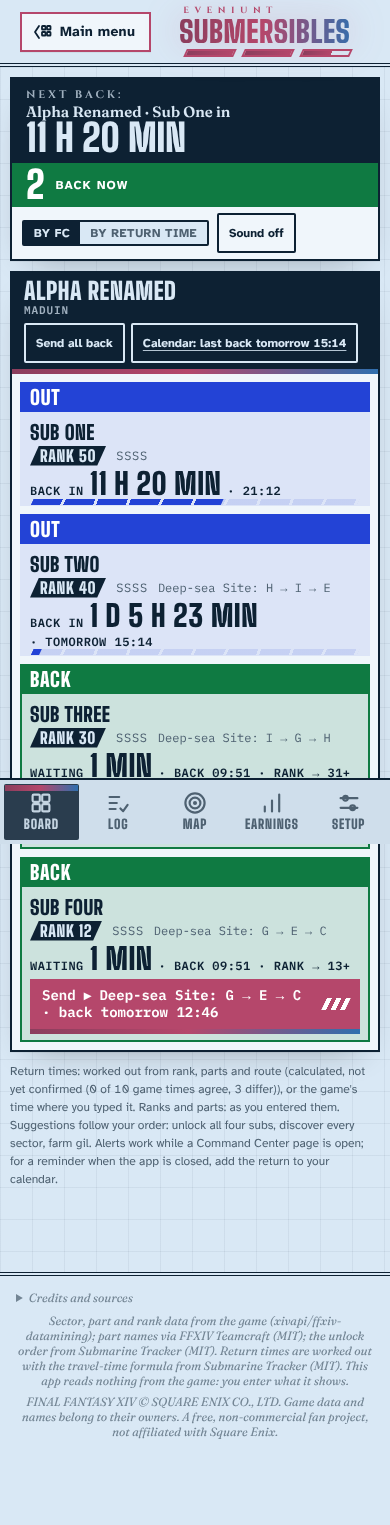 Main menu
EVENIUNT
SUBMERSIBLES
NEXT BACK:
Alpha Renamed · Sub One in
11 H 20 MIN
2 BACK NOW
BY FC BY RETURN TIME Sound off
ALPHA RENAMED
MADUIN
Send all back Calendar: last back tomorrow 15:14
OUT
SUB ONE
RANK 50 SSSS
BACK IN 11 H 20 MIN · 21:12
OUT
SUB TWO
RANK 40 SSSS Deep-sea Site: H → I → E
BACK IN 1 D 5 H 23 MIN
· TOMORROW 15:14
BACK
SUB THREE
RANK 30 SSSS Deep-sea Site: I → G → H
WAITING 1 MIN · BACK 09:51 · RANK → 31+
BOARD LOG MAP EARNINGS SETUP
BACK
SUB FOUR
RANK 12 SSSS Deep-sea Site: G → E → C
WAITING 1 MIN · BACK 09:51 · RANK → 13+
Send ▶ Deep-sea Site: G → E → C
· back tomorrow 12:46
Return times: worked out from rank, parts and route (calculated, not
yet confirmed (0 of 10 game times agree, 3 differ)), or the game's
time where you typed it. Ranks and parts: as you entered them.
Suggestions follow your order: unlock all four subs, discover every
sector, farm gil. Alerts work while a Command Center page is open;
for a reminder when the app is closed, add the return to your
calendar.
▶ Credits and sources
Sector, part and rank data from the game (xivapi/ffxiv-
datamining); part names via FFXIV Teamcraft (MIT); the unlock
order from Submarine Tracker (MIT). Return times are worked out
with the travel-time formula from Submarine Tracker (MIT). This
app reads nothing from the game: you enter what it shows.
FINAL FANTASY XIV © SQUARE ENIX CO., LTD. Game data and
names belong to their owners. A free, non-commercial fan project,
not affiliated with Square Enix.